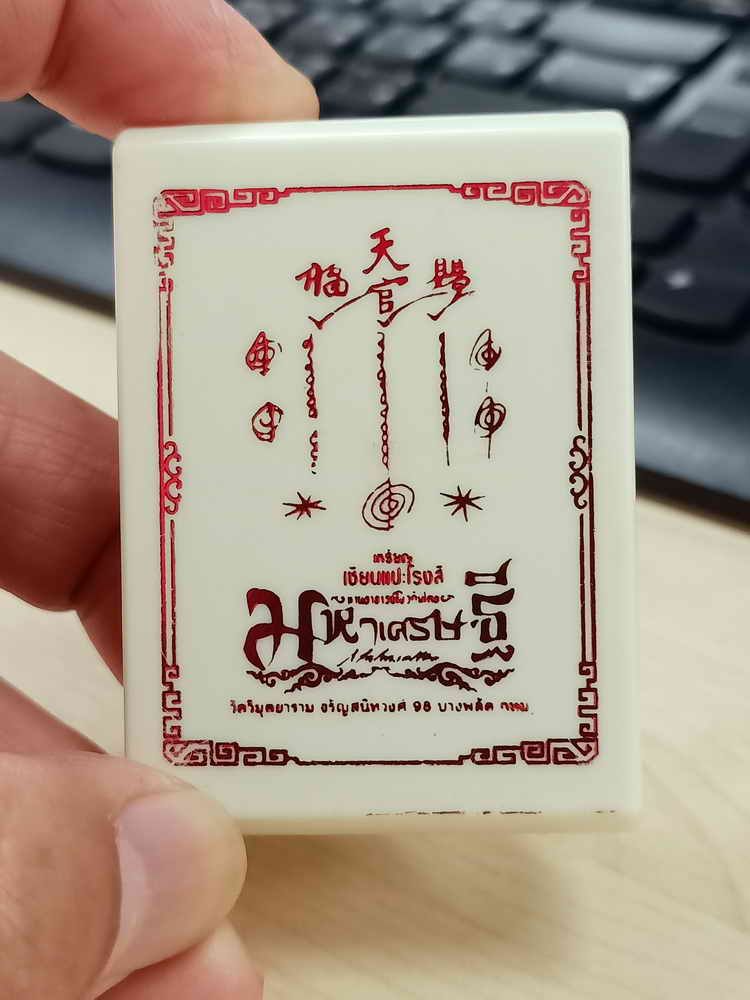 天
福 官 賜
เหรียญ
เซียนแปะโรงสี
มหาเศรษฐี
วัดวิมุตยาราม จรัญสนิทวงศ์ 98 บางพลัด กทม.